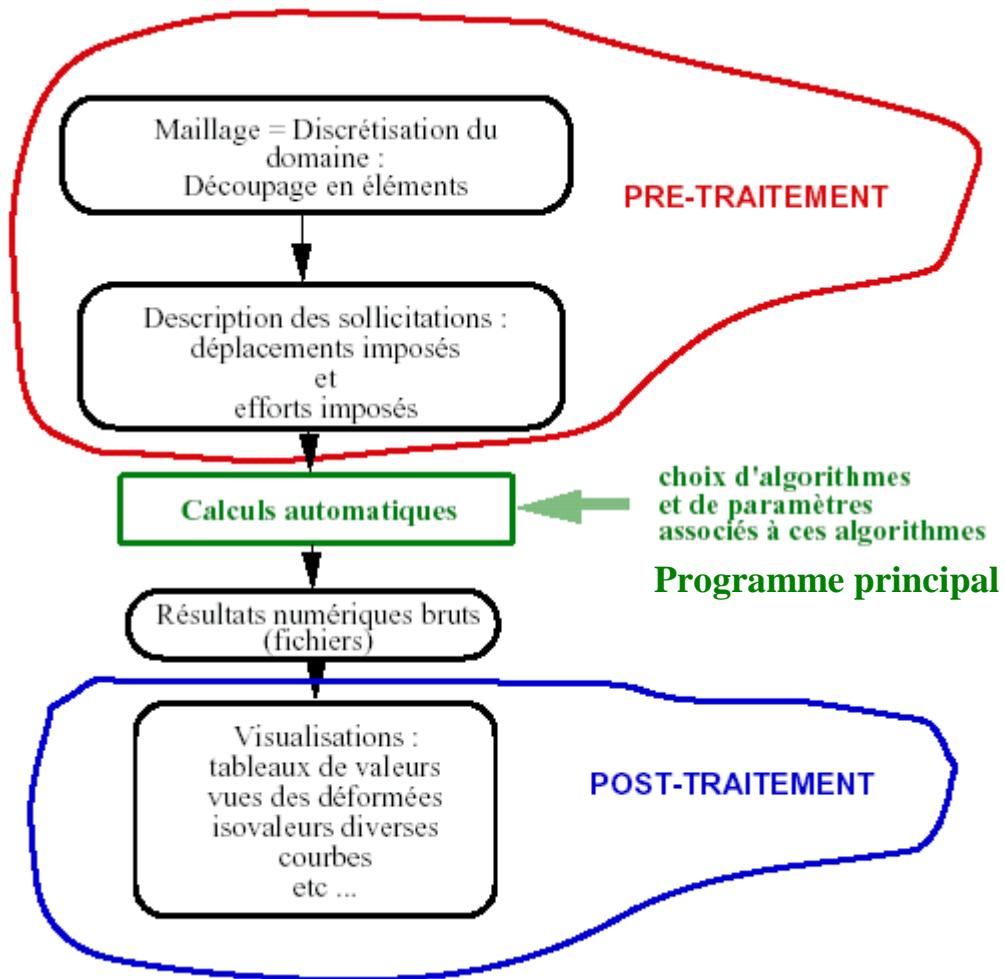 Maillage = Discrétisation du
domaine :
Découpage en éléments
PRE-TRAITEMENT
Description des sollicitations :
déplacements imposés
et
efforts imposés
Calculs automatiques
choix d'algorithmes
et de paramètres
associés à ces algorithmes
Programme principal
Résultats numériques bruts
(fichiers)
Visualisations :
tableaux de valeurs
vues des déformées
isovaleurs diverses
courbes
etc ...
POST-TRAITEMENT